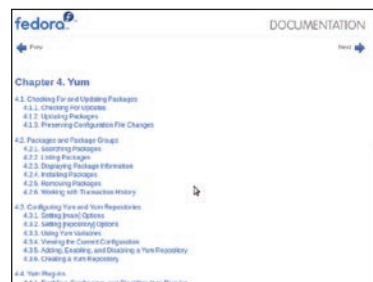 fedora
DOCUMENTATION
Prev
Next
Chapter 4. Yum
4.1. Checking For and Updating Packages
4.1.1. Checking For Updates
4.1.2. Updating Packages
4.1.3. Preserving Configuration File Changes
4.2. Packages and Package Groups
4.2.1. Searching Packages
4.2.2. Listing Packages
4.2.3. Displaying Package Information
4.2.4. Installing Packages
4.2.5. Removing Packages
4.2.6. Working with Transaction History
4.3. Configuring Yum and Yum Repositories
4.3.1. Setting [main] Options
4.3.2. Setting [repository] Options
4.3.3. Using Yum Variables
4.3.4. Viewing the Current Configuration
4.3.5. Adding, Enabling, and Disabling a Yum Repository
4.3.6. Creating a Yum Repository
4.4. Yum Plug-ins